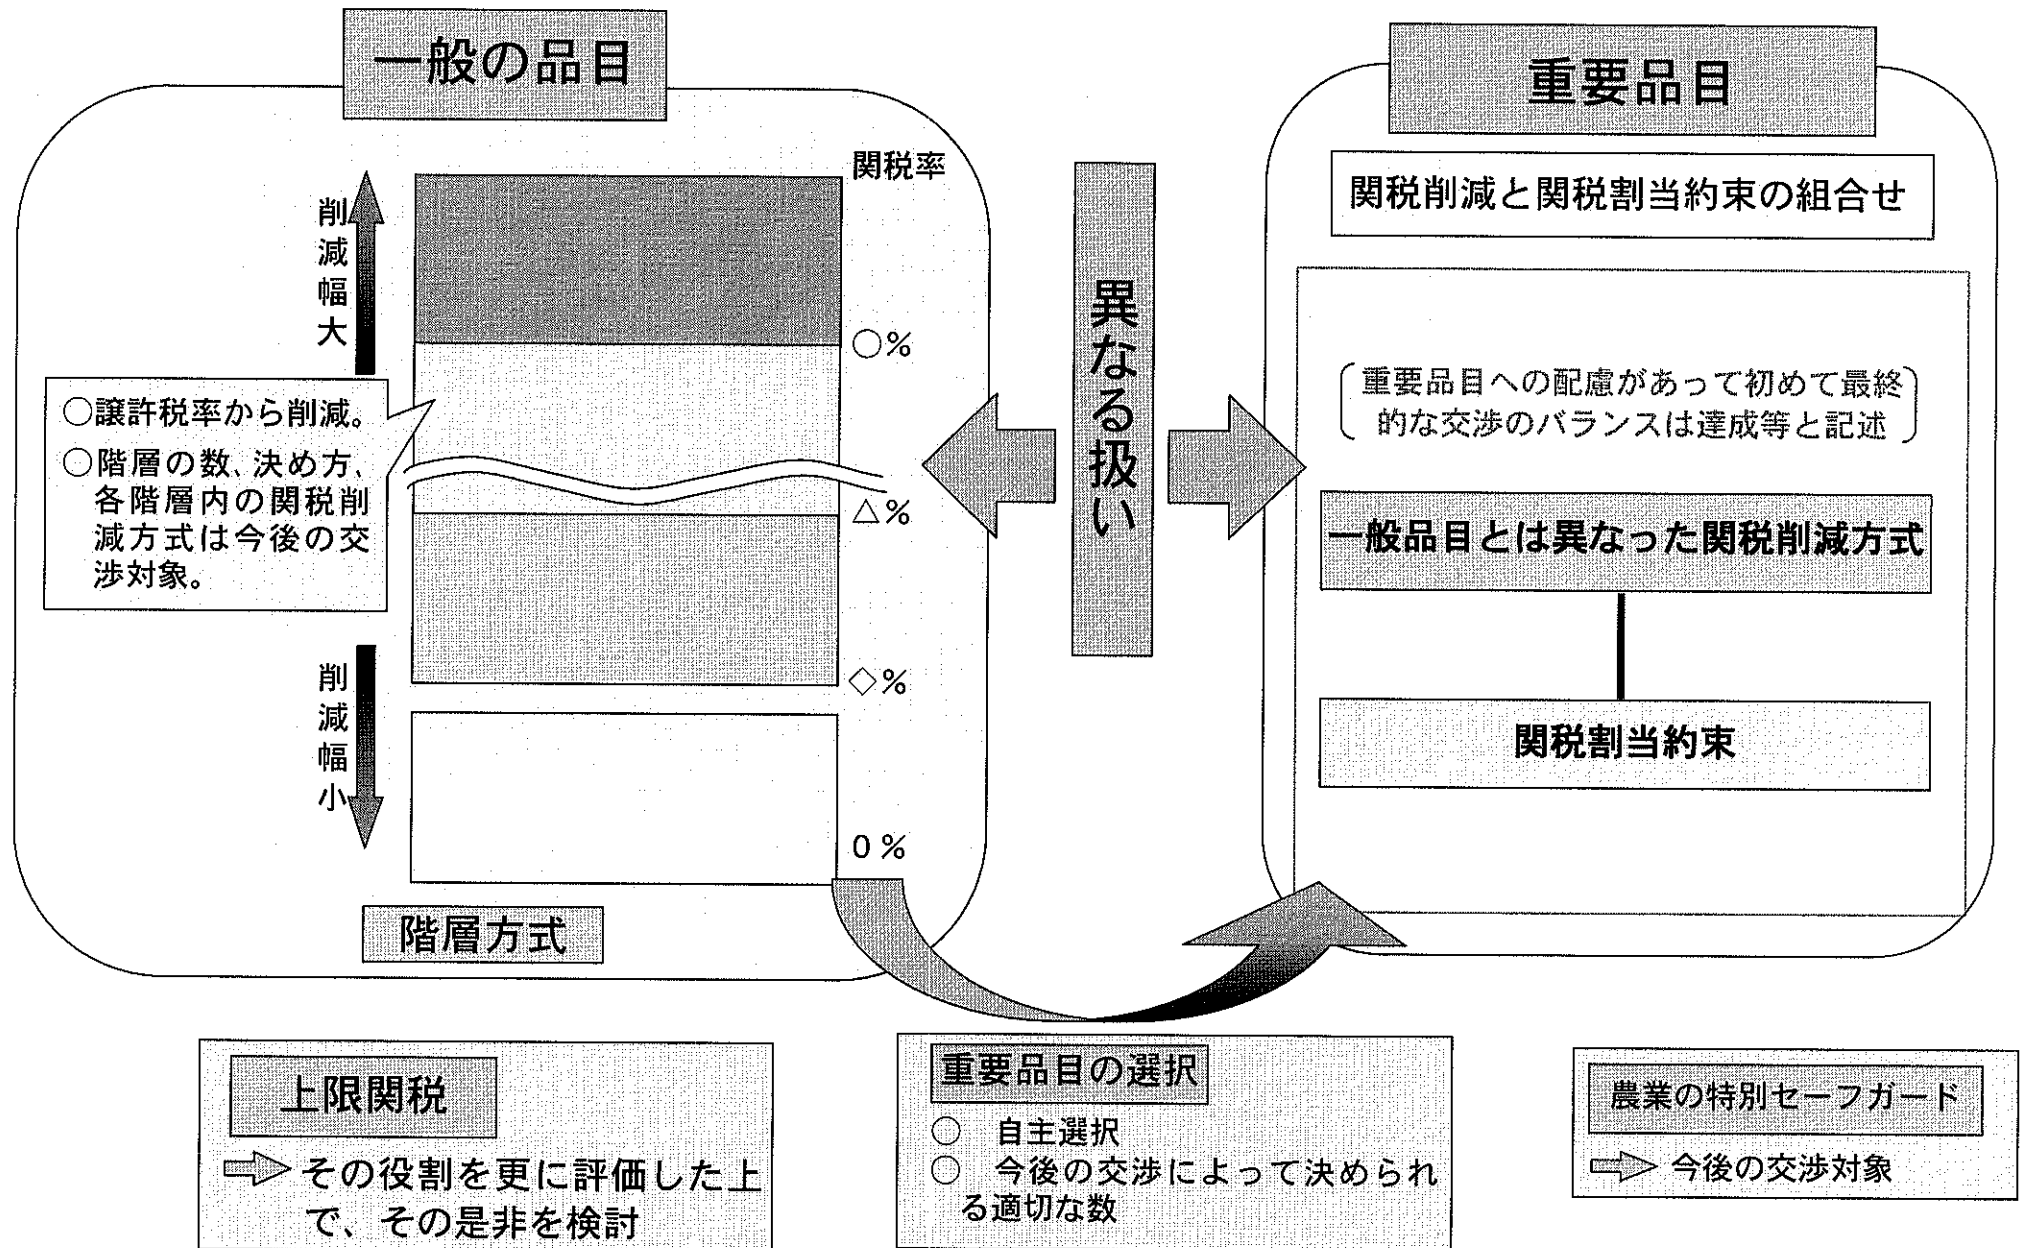 一般の品目
関税率
削減幅大
○%
○譲許税率から削減。
○階層の数、決め方、
各階層内の関税削
減方式は今後の交
渉対象。
△%
◇%
削減幅小
0%
階層方式
異なる扱い
重要品目
関税削減と関税割当約束の組合せ
重要品目への配慮があって初めて最終
的な交渉のバランスは達成等と記述
一般品目とは異なった関税削減方式
関税割当約束
上限関税
その役割を更に評価した上
で、その是非を検討
重要品目の選択
○ 自主選択
○ 今後の交渉によって決められ
る適切な数
農業の特別セーフガード
今後の交渉対象